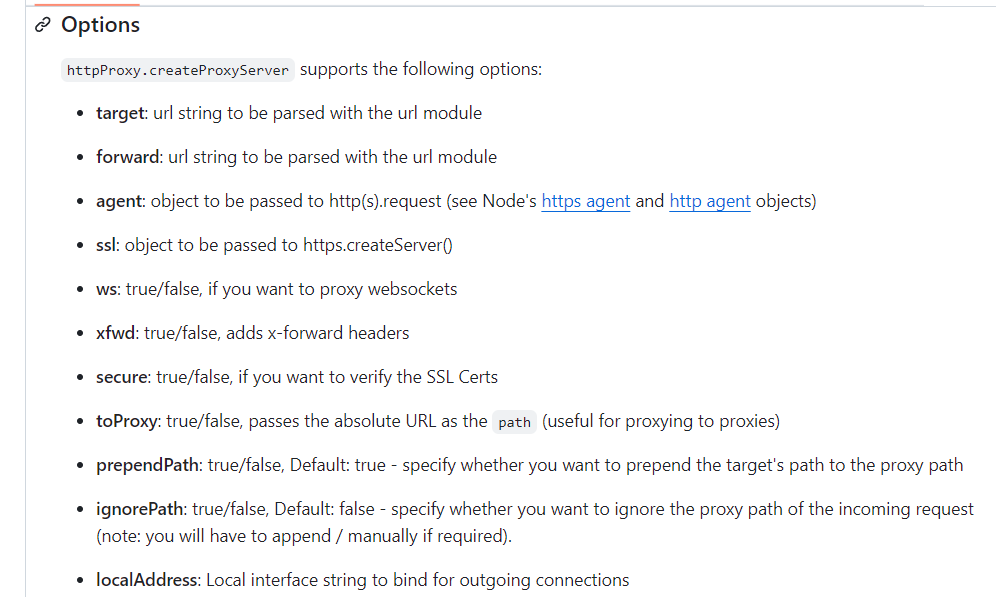 Options
httpProxy.createProxyServer supports the following options:
target: url string to be parsed with the url module
forward: url string to be parsed with the url module
agent: object to be passed to http(s).request (see Node's https agent and http agent objects)
ssl: object to be passed to https.createServer()
ws: true/false, if you want to proxy websockets
xfwd: true/false, adds x-forward headers
secure: true/false, if you want to verify the SSL Certs
toProxy: true/false, passes the absolute URL as the path (useful for proxying to proxies)
prependPath: true/false, Default: true - specify whether you want to prepend the target's path to the proxy path
ignorePath: true/false, Default: false - specify whether you want to ignore the proxy path of the incoming request
(note: you will have to append / manually if required).
localAddress: Local interface string to bind for outgoing connections